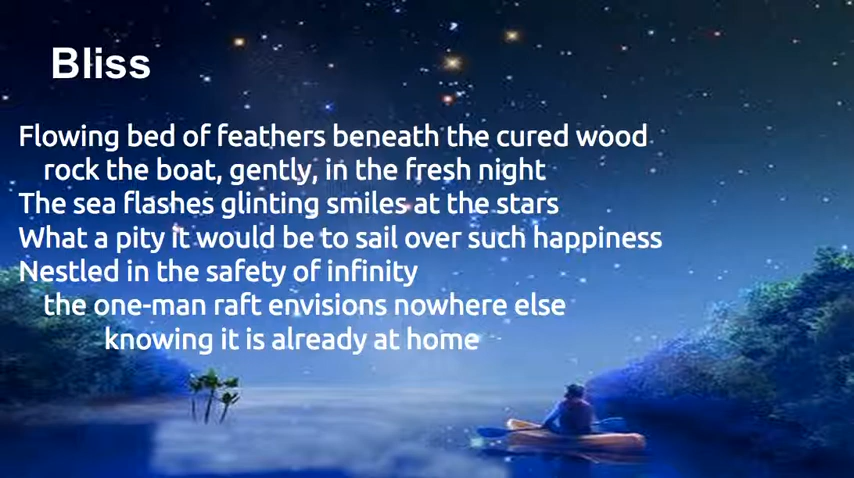 Bliss
Flowing bed of feathers beneath the cured wood
rock the boat, gently, in the fresh night
The sea flashes glinting smiles at the stars
What a pity it would be to sail over such happiness
Nestled in the safety of infinity
the one-man raft envisions nowhere else
knowing it is already at home